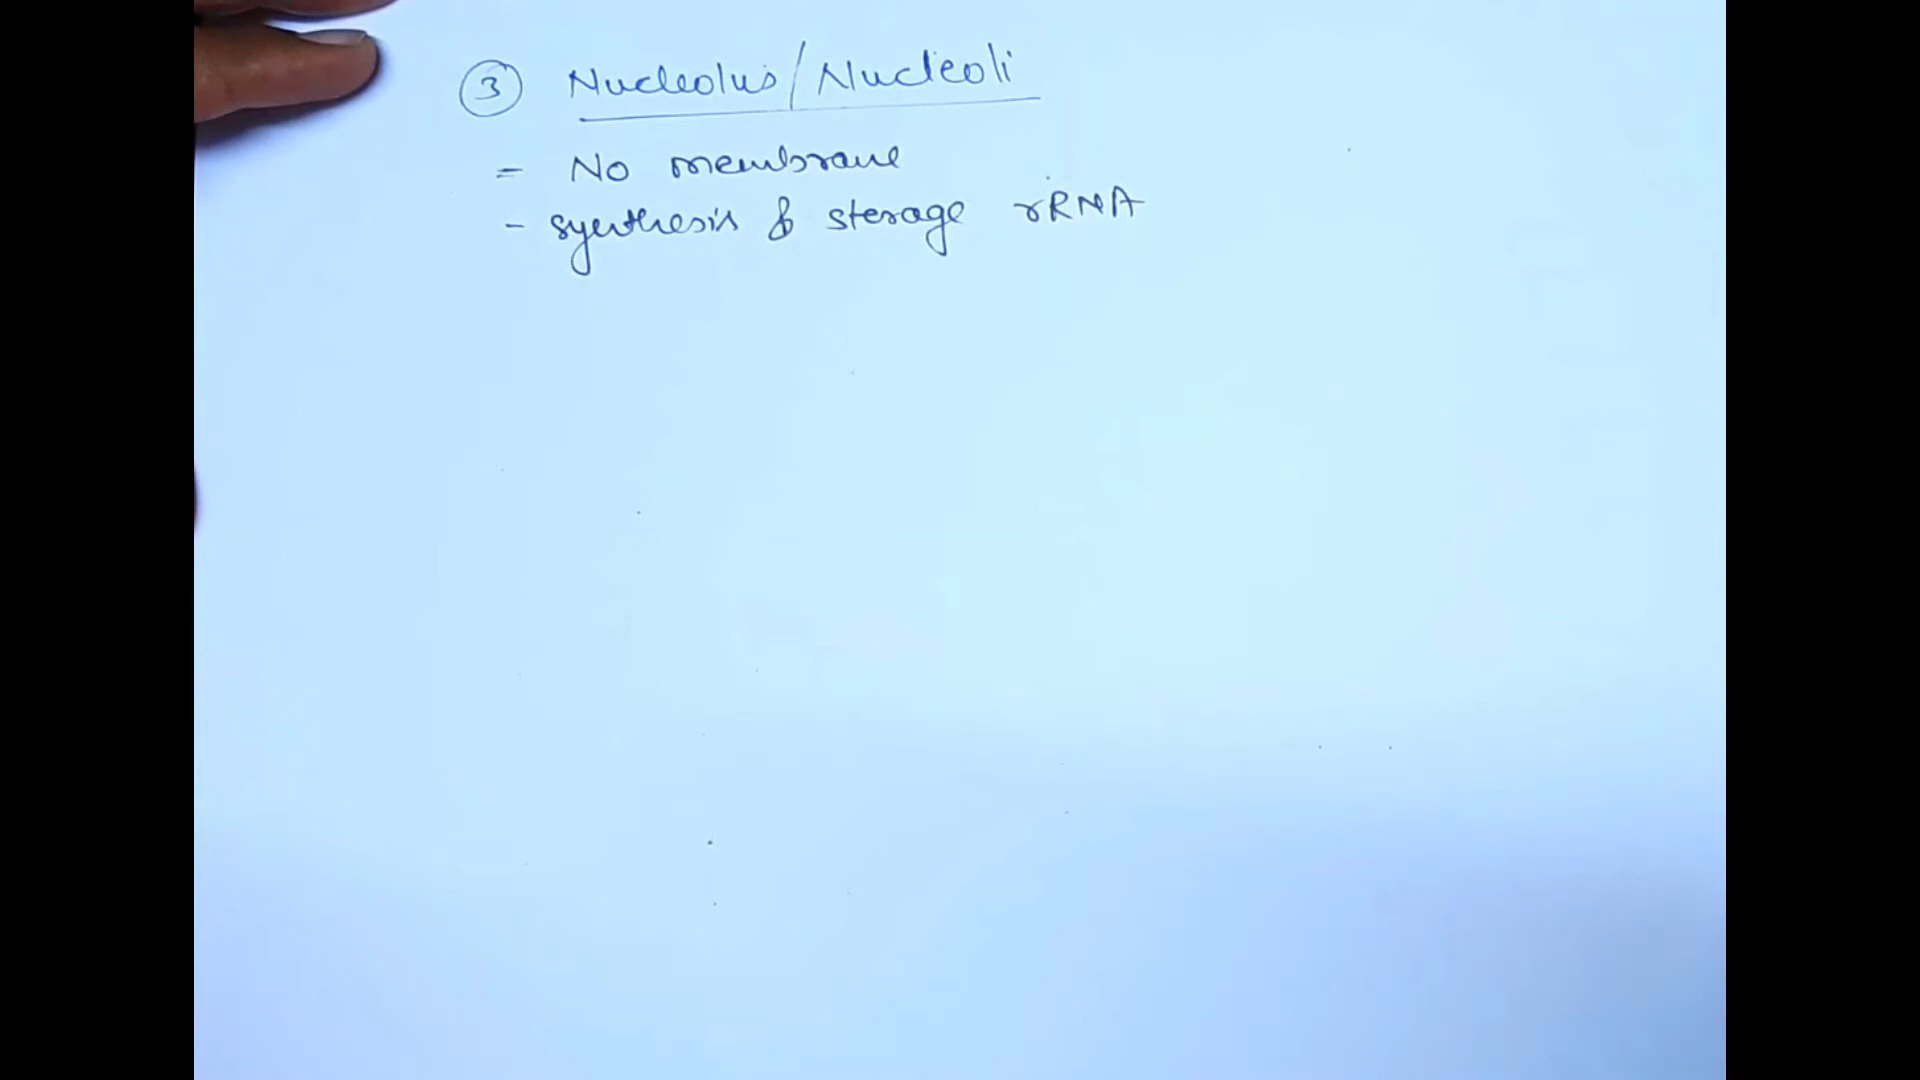 ③ Nucleolus/Nucleoli
= No membrane
- synthesis & storage rRNA